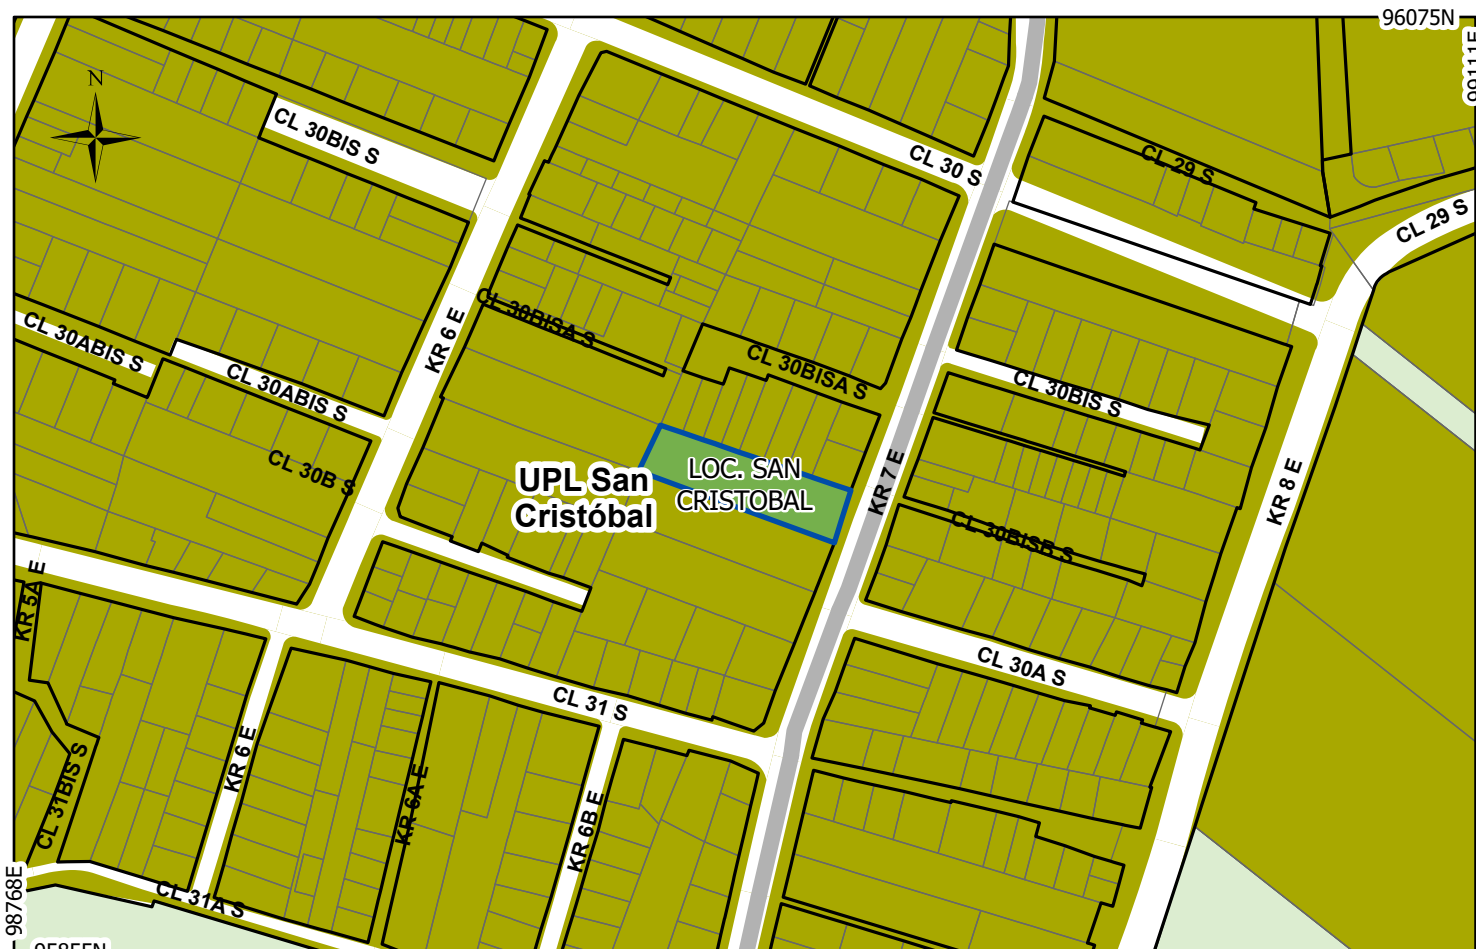 96075N
99111E
N
CL 30BIS S
CL 30 S
CL 29 S
CL 29 S
CL 30ABIS S
KR 6 E
CL 30BISA S
CL 30BISA S
CL 30ABIS S
CL 30BIS S
CL 30B S
UPL San
Cristóbal
LOC. SAN
CRISTOBAL
KR 7 E
KR 8 E
CL 30BISB S
KR 5A E
CL 30A S
CL 31 S
KR 6 E
CL 31BIS S
KR 6A E
KR 6B E
CL 31A S
98768E